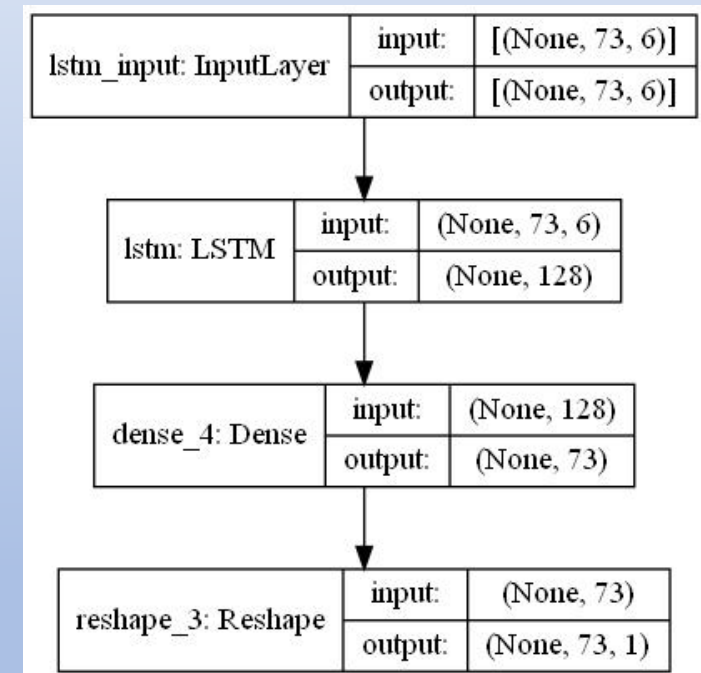 lstm_input: InputLayer
input: [(None, 73, 6)]
output: [(None, 73, 6)]
lstm: LSTM
input: (None, 73, 6)
output: (None, 128)
dense_4: Dense
input: (None, 128)
output: (None, 73)
reshape_3: Reshape
input: (None, 73)
output: (None, 73, 1)